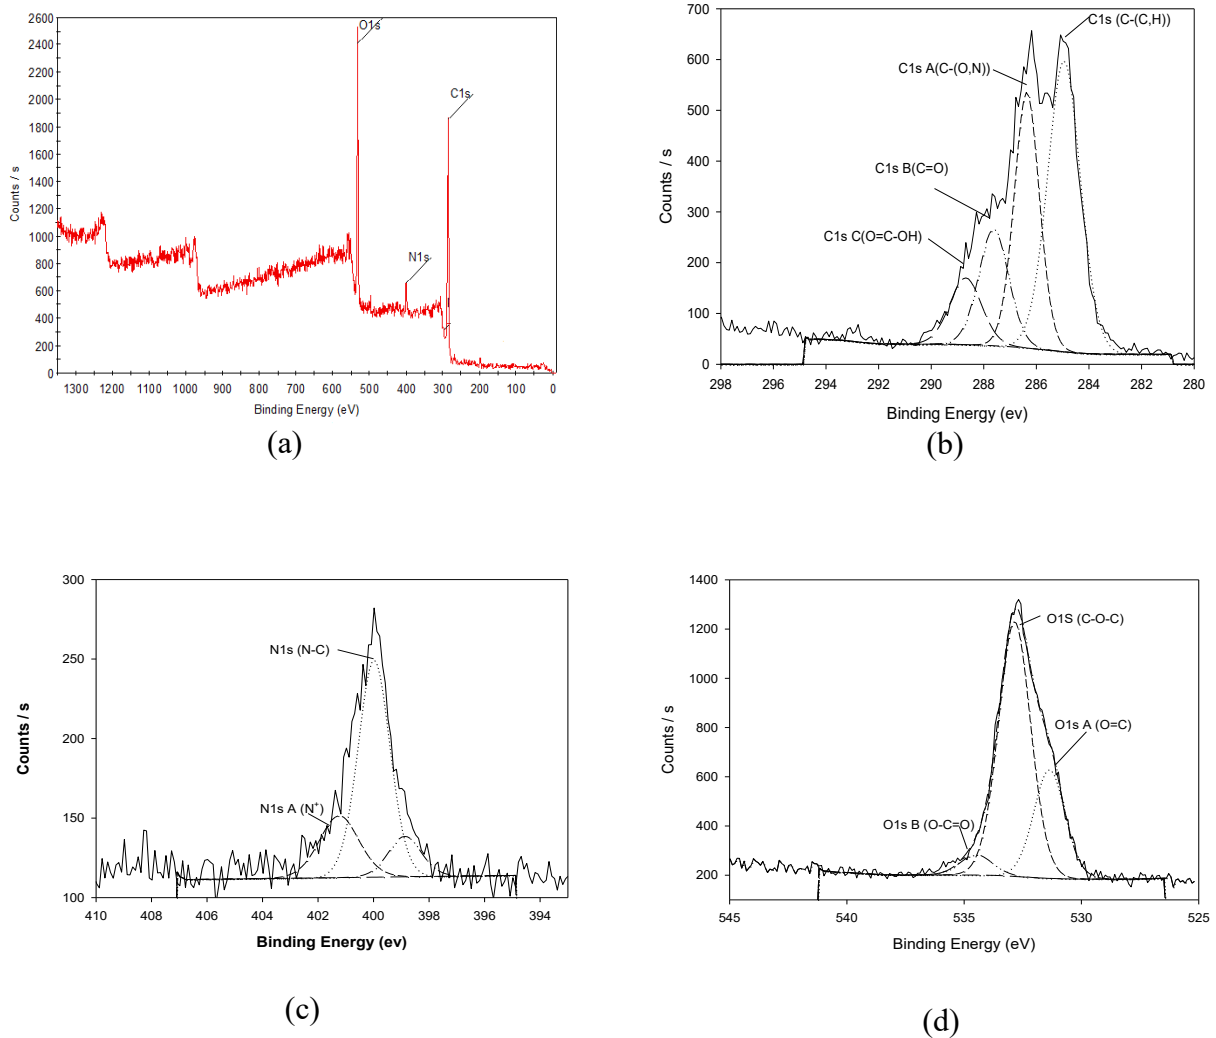 2600
2400
2200
2000
1800
1600
1400
1200
1000
800
600
400
200
0
Counts / s
O1s
C1s
N1s
1300 1200 1100 1000 900 800 700 600 500 400 300 200 100 0
Binding Energy (eV)
(a)
700
600
500
400
300
200
100
0
Counts / s
C1s (C-(C,H))
C1s A(C-(O,N))
C1s B(C=O)
C1s C(O=C-OH)
298 296 294 292 290 288 286 284 282 280
Binding Energy (ev)
(b)
300
250
200
150
100
Counts / s
N1s (N-C)
N1s A (N⁺)
410 408 406 404 402 400 398 396 394
Binding Energy (ev)
(c)
1400
1200
1000
800
600
400
200
Counts / s
O1S (C-O-C)
O1s A (O=C)
O1s B (O-C=O)
545 540 535 530 525
Binding Energy (eV)
(d)